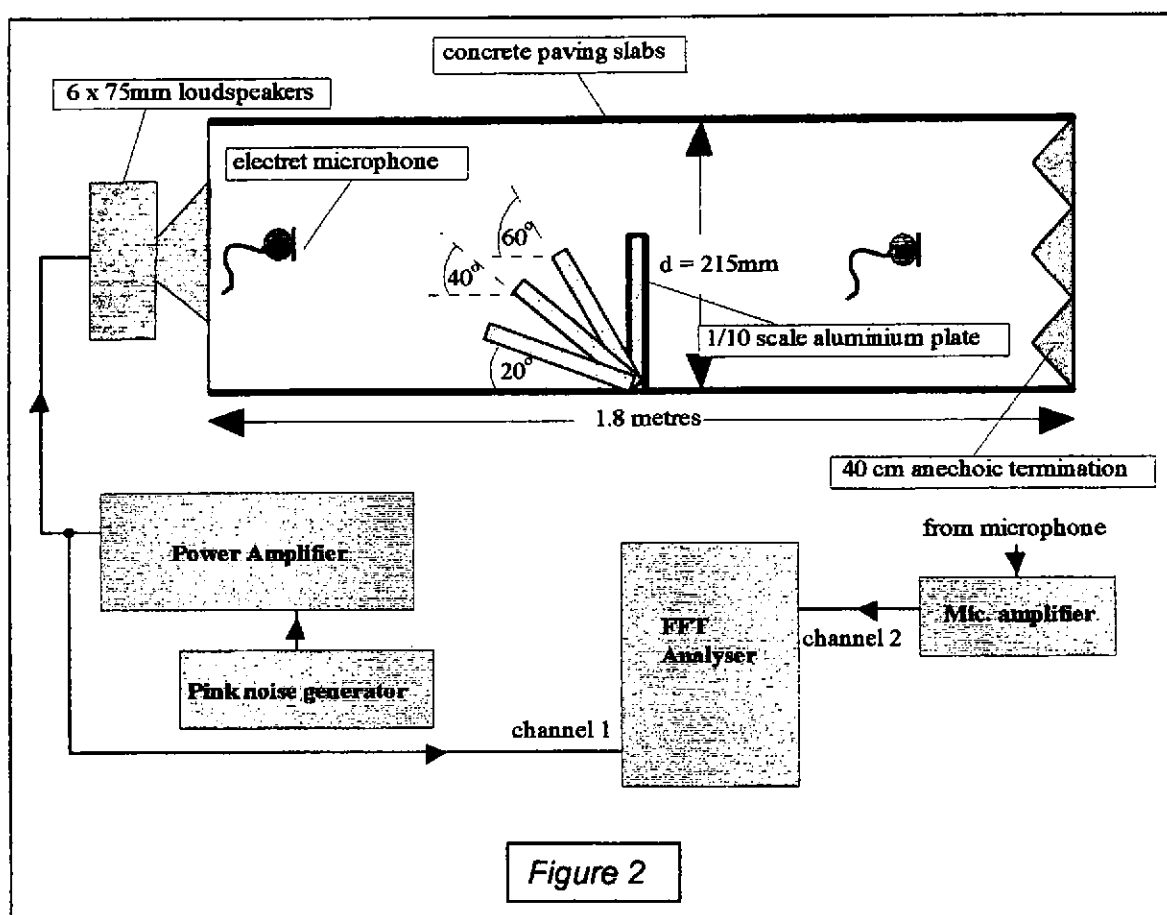 concrete paving slabs
6 x 75mm loudspeakers
electret microphone
60°
40°
20°
d = 215mm
1/10 scale aluminium plate
1.8 metres
40 cm anechoic termination
from microphone
Power Amplifier
FFT
Analyser
Mic. amplifier
channel 2
Pink noise generator
channel 1
Figure 2